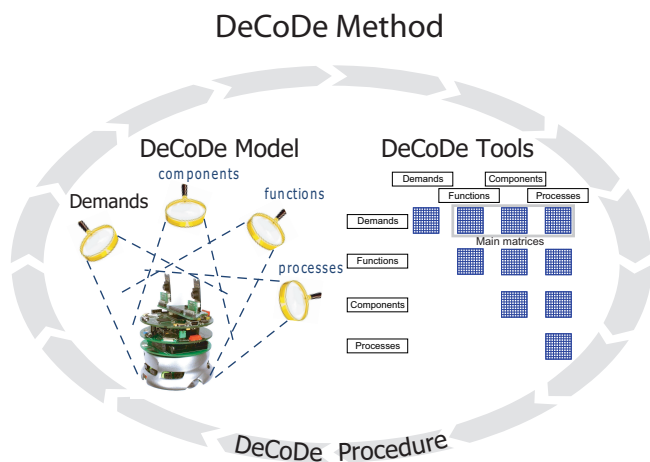 DeCoDe Method
DeCoDe Model
components
functions
Demands
processes
DeCoDe Tools
Demands
Components
Functions
Processes
Demands
Main matrices
Functions
Components
Processes
DeCoDe Procedure